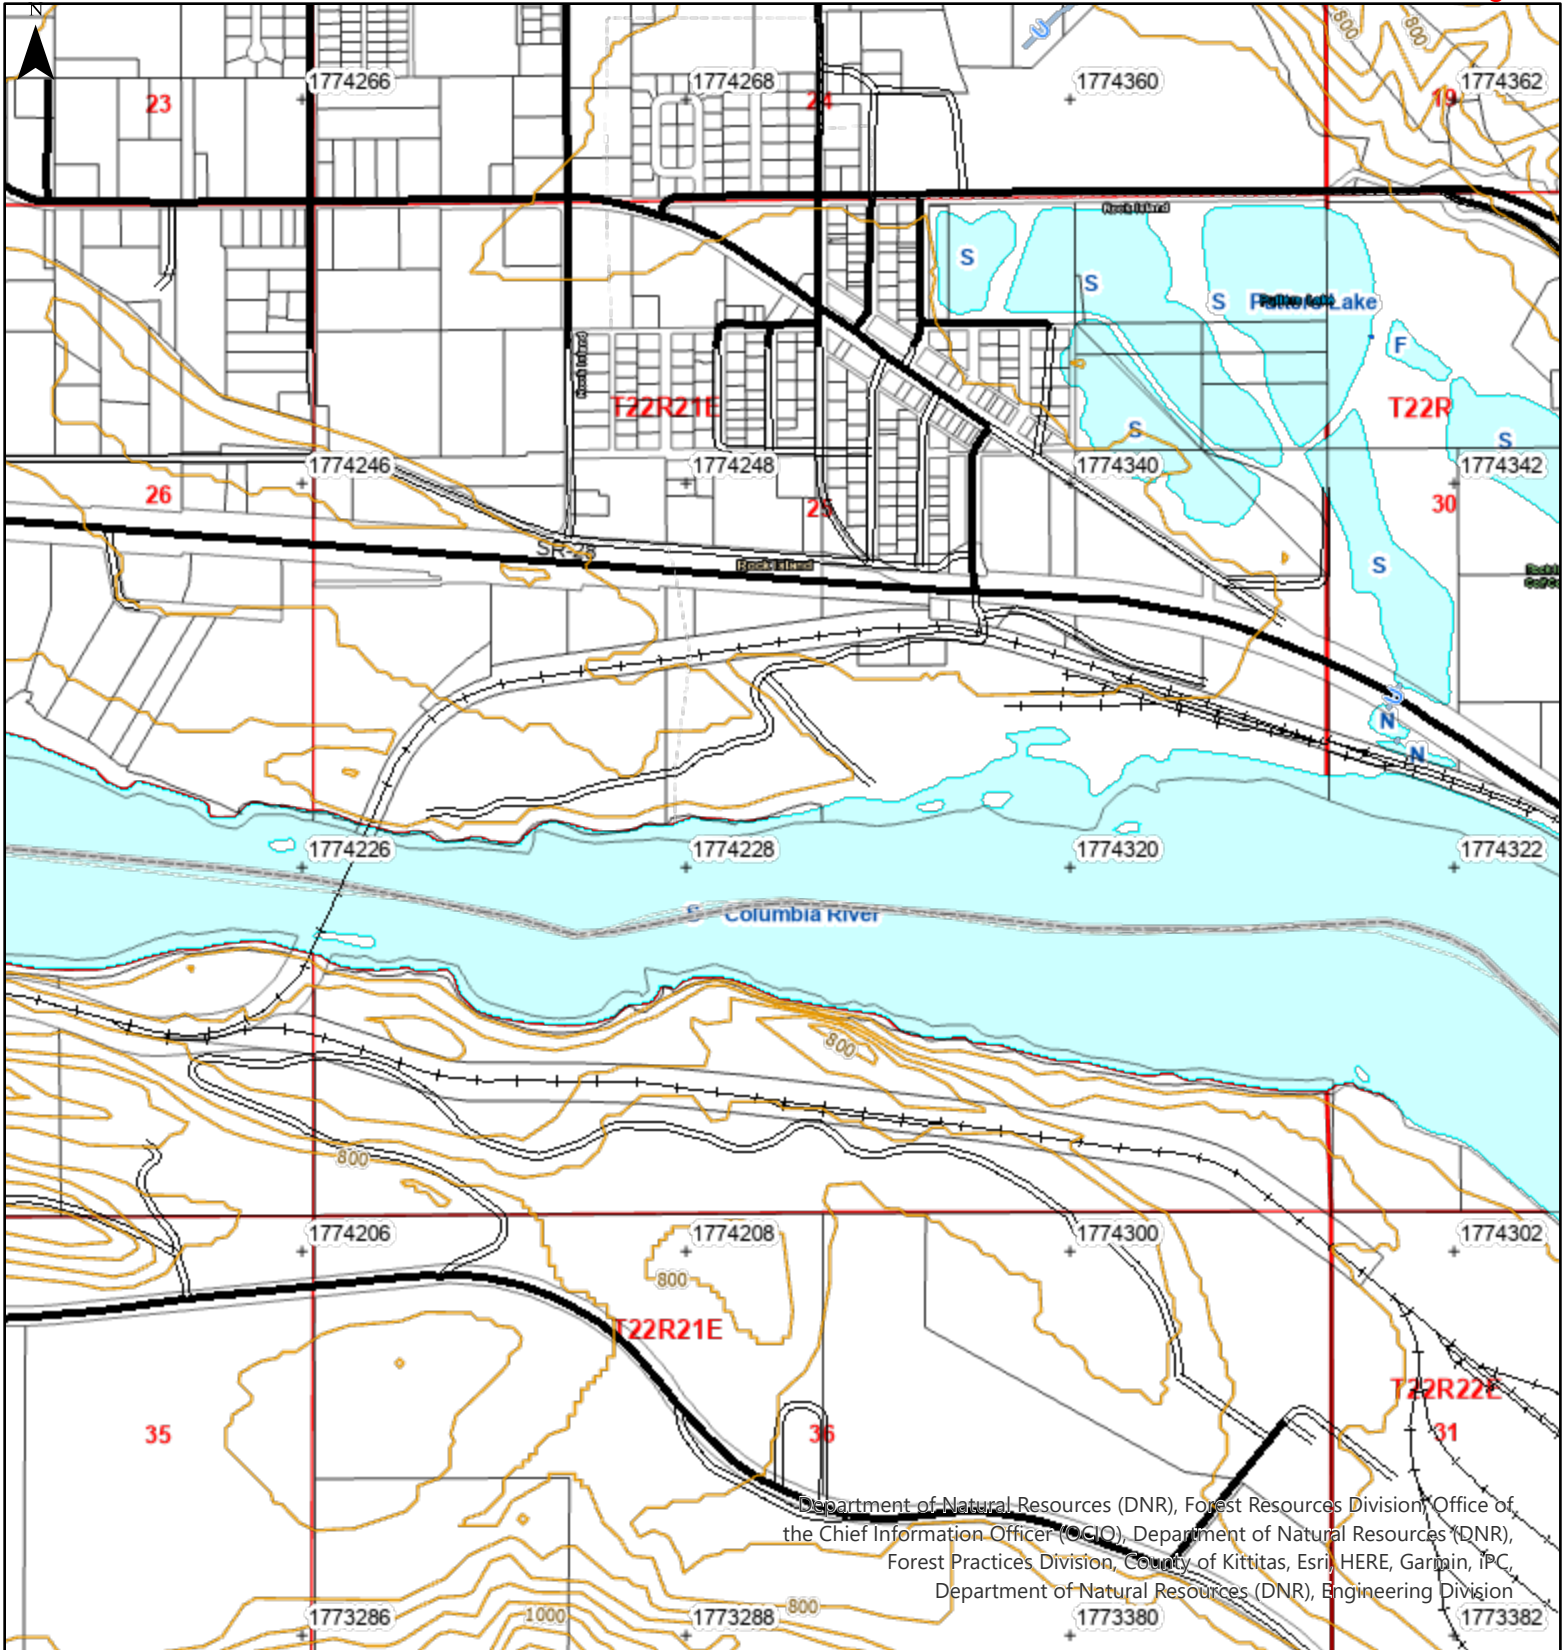 N
800
800
1774266
1774268
1774360
1774362
23
24
19
Rock Island
S
S
S
Lake
F
Rock Island
T22R21E
T22R
S
S
1774246
1774248
1774340
1774342
26
25
30
SR-28
Rock Island
S
U
N
N
1774226
1774228
1774320
1774322
S Columbia River
800
800
1774206
1774208
1774300
1774302
800
T22R21E
T22R22E
35
36
31
Department of Natural Resources (DNR), Forest Resources Division, Office of
the Chief Information Officer (OCIO), Department of Natural Resources (DNR),
Forest Practices Division, County of Kittitas, Esri, HERE, Garmin, iPC,
Department of Natural Resources (DNR), Engineering Division
1773286
1000
1773288
800
1773380
1773382